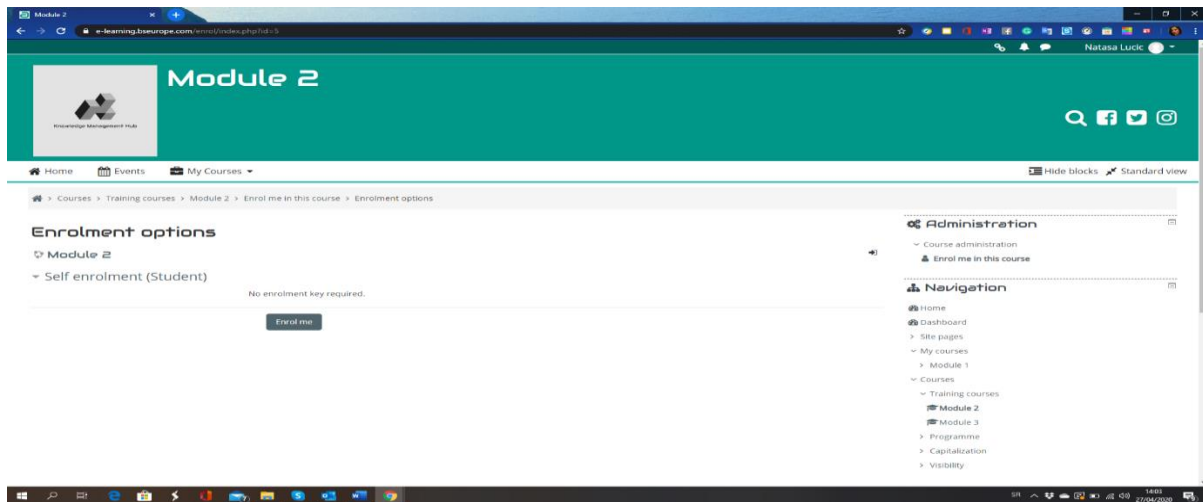 Module 2
e-learning.bseurope.com/enrol/index.php?id=5
Natasa Lucic
Module 2
Knowledge Management Hub
Home Events My Courses
Hide blocks Standard view
> Courses > Training courses > Module 2 > Enrol me in this course > Enrolment options
Enrolment options
Module 2
Self enrolment (Student)
No enrolment key required.
Enrol me
Administration
Course administration
Enrol me in this course
Navigation
Home
Dashboard
> Site pages
My courses
> Module 1
Courses
Training courses
Module 2
Module 3
> Programme
> Capitalization
> Visibility
SR
14:03
27/04/2020